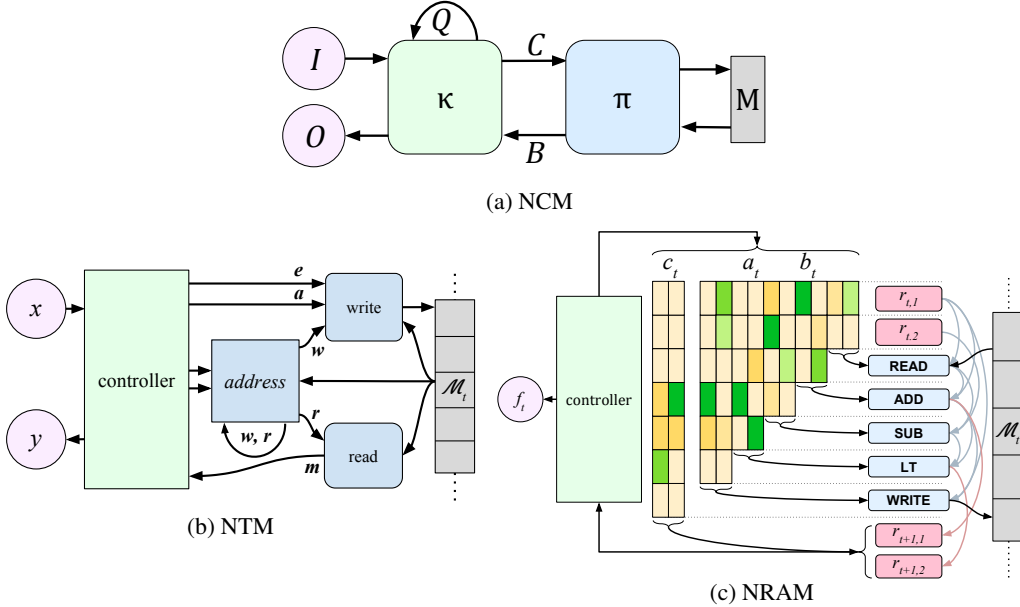 Q
I
C
κ
π
M
O
B
(a) NCM
x
y
controller
e
a
write
w
address
w, r
r
m
read
ℳt
(b) NTM
ct
at
bt
ft
controller
rt,1
rt.2
READ
ADD
SUB
LT
WRITE
rt+1,1
rt+1,2
ℳt
(c) NRAM